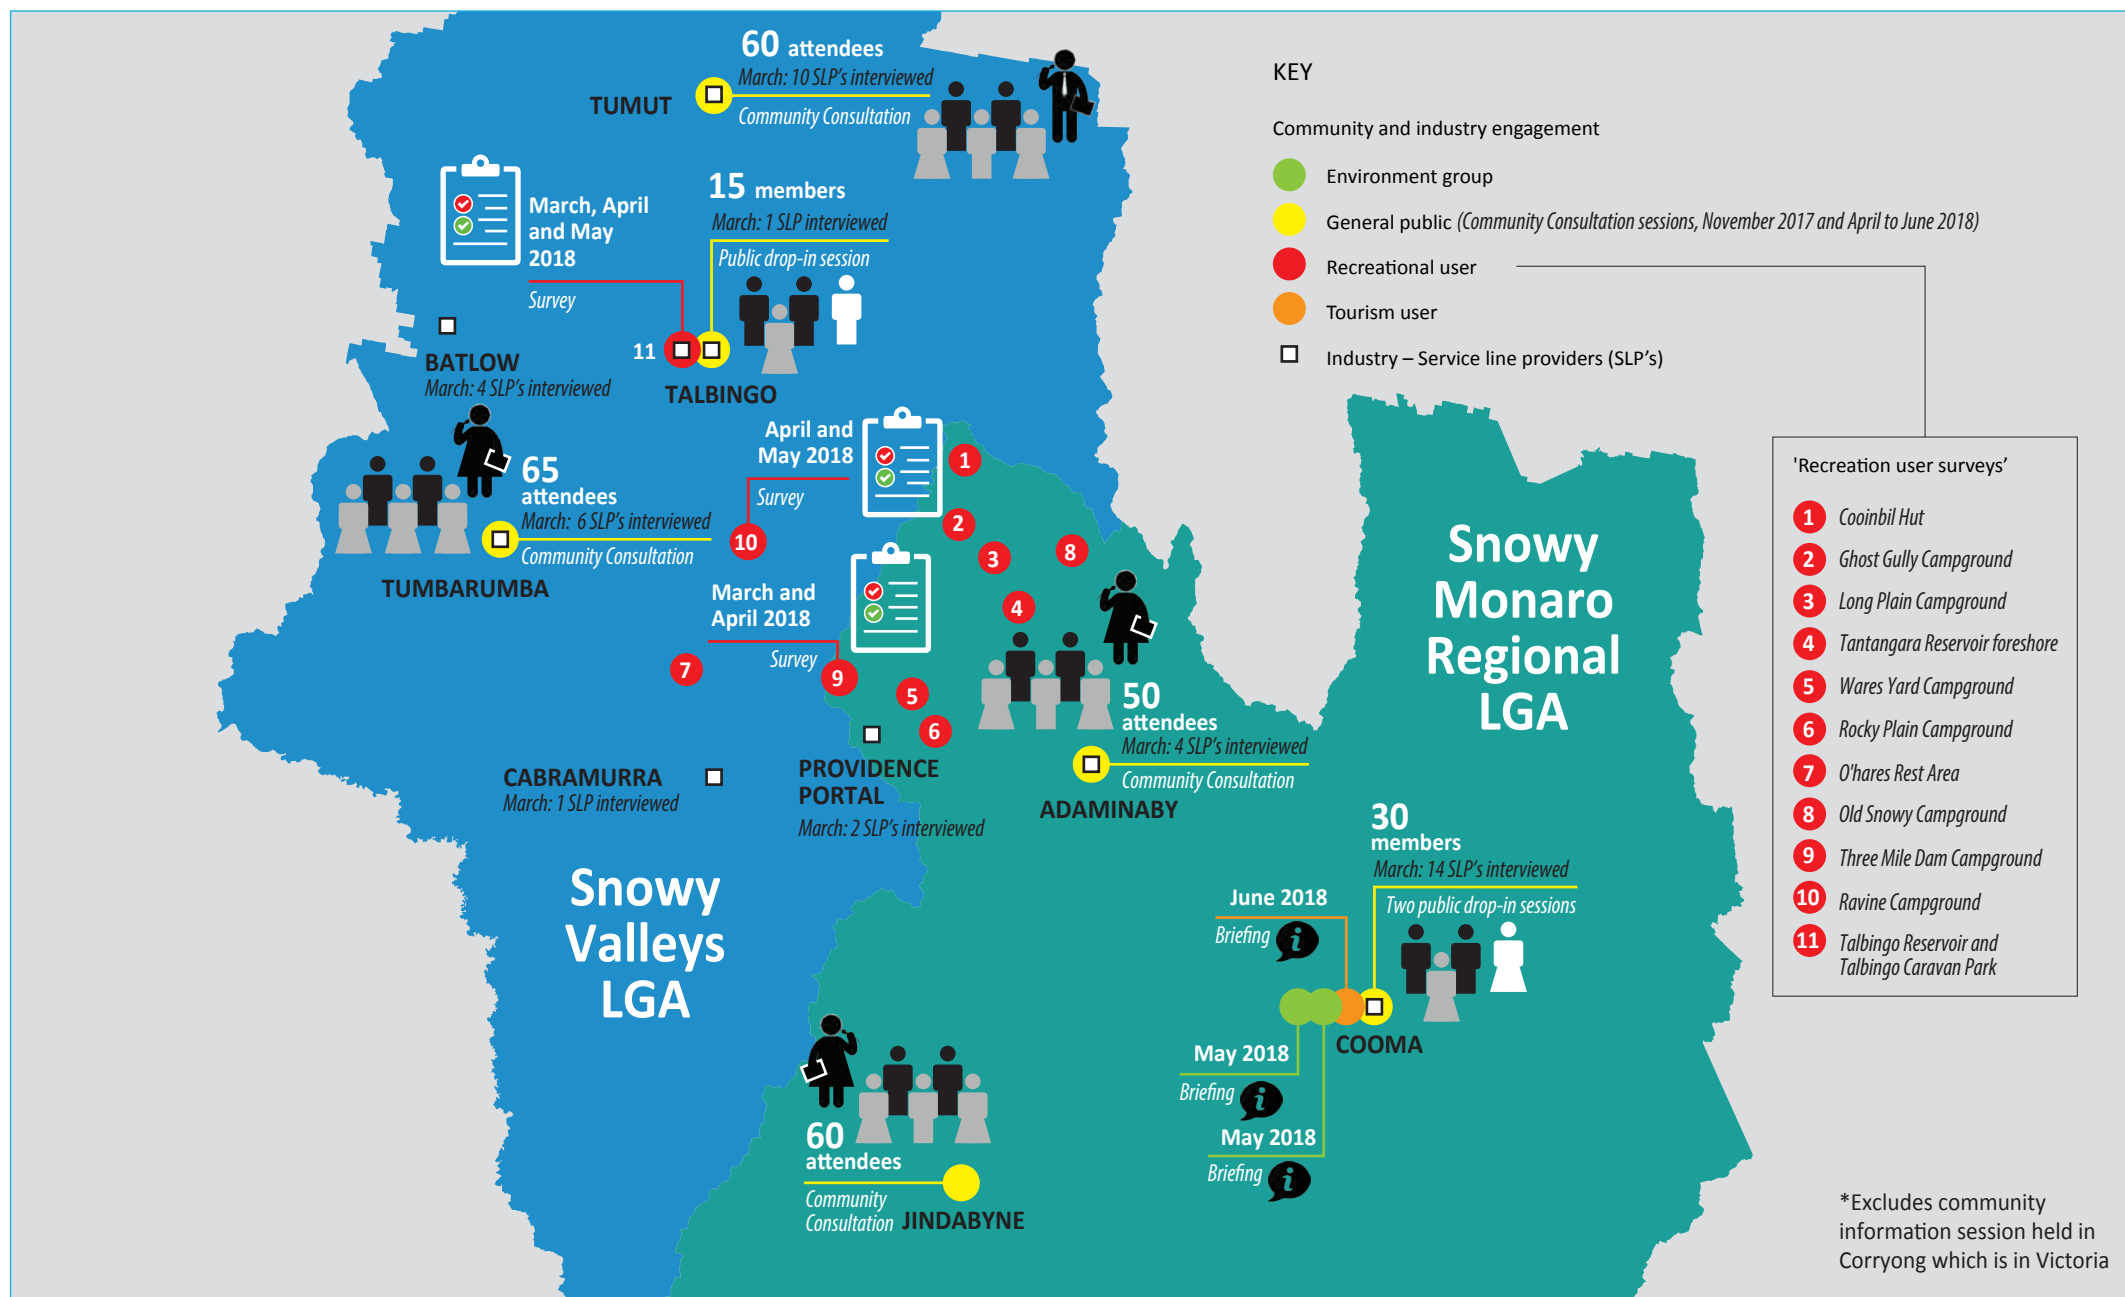 60 attendees
March: 10 SLP's interviewed
Community Consultation
TUMUT
March, April
and May
2018
Survey
15 members
March: 1 SLP interviewed
Public drop-in session
11
TALBINGO
BATLOW
March: 4 SLP's interviewed
65
attendees
March: 6 SLP's interviewed
Community Consultation
TUMBARUMBA
April and
May 2018
Survey
10
March and
April 2018
Survey
1
2
3
8
4
7
9
5
6
CABRAMURRA
March: 1 SLP interviewed
PROVIDENCE
PORTAL
March: 2 SLP's interviewed
50
attendees
March: 4 SLP's interviewed
Community Consultation
ADAMINABY
Snowy
Valleys
LGA
Snowy
Monaro
Regional
LGA
30
members
March: 14 SLP's interviewed
Two public drop-in sessions
June 2018
Briefing i
COOMA
May 2018
Briefing i
May 2018
Briefing i
60
attendees
Community
Consultation
JINDABYNE
KEY
Community and industry engagement
Environment group
General public (Community Consultation sessions, November 2017 and April to June 2018)
Recreational user
Tourism user
Industry – Service line providers (SLP's)
'Recreation user surveys’
1 Cooinbil Hut
2 Ghost Gully Campground
3 Long Plain Campground
4 Tantangara Reservoir foreshore
5 Wares Yard Campground
6 Rocky Plain Campground
7 O'hares Rest Area
8 Old Snowy Campground
9 Three Mile Dam Campground
10 Ravine Campground
11 Talbingo Reservoir and
Talbingo Caravan Park
*Excludes community
information session held in
Corryong which is in Victoria